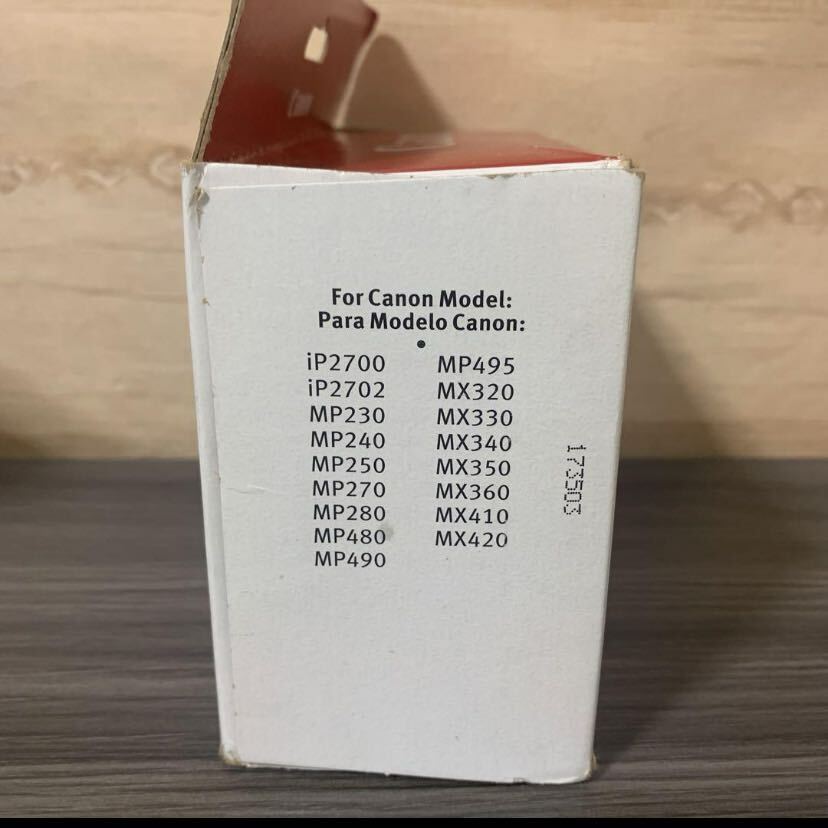 For Canon Model:
Para Modelo Canon:
•
iP2700
iP2702
MP230
MP240
MP250
MP270
MP280
MP480
MP490
MP495
MX320
MX330
MX340
MX350
MX360
MX410
MX420
173503